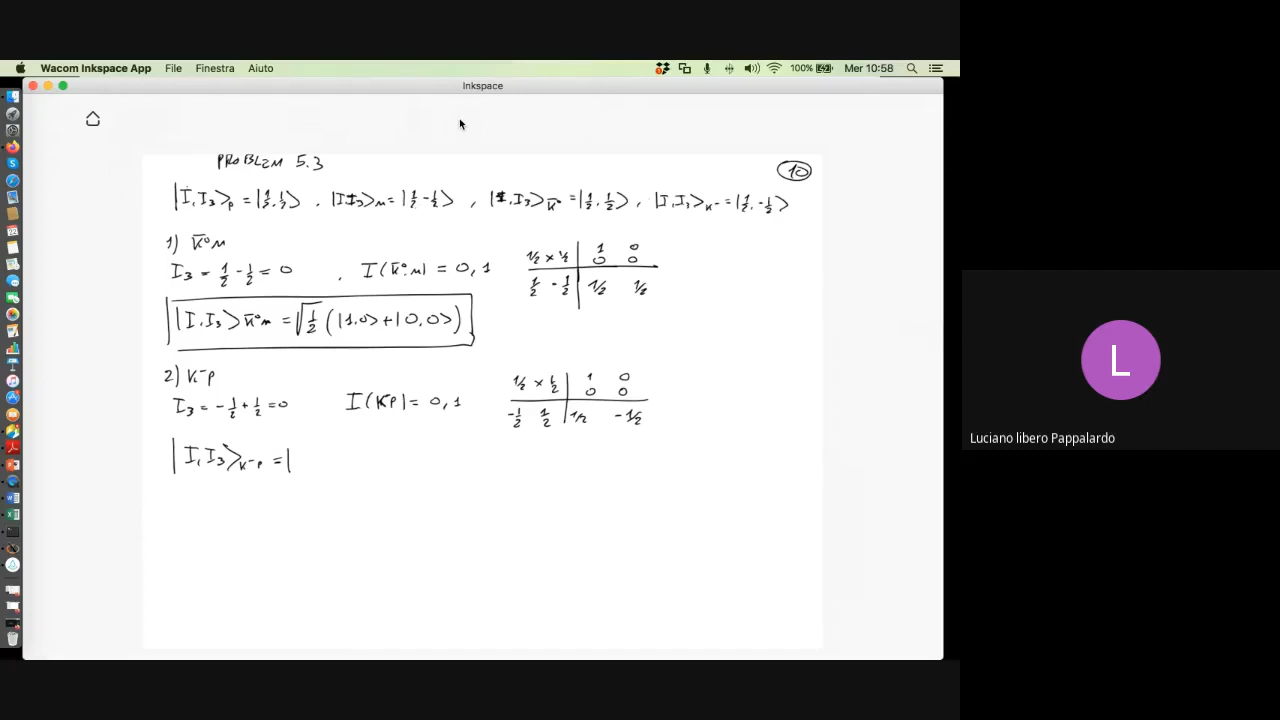 Wacom Inkspace App File Finestra Aiuto 100% Mer 10:58
Inkspace
PROBLEM 5.3
10
|I,I₃>p = |1/2,1/2> , |I I₃>n = |1/2 -1/2> , |I,I₃>K̄⁰ = |1/2,1/2> , |I,I₃>K⁻ = |1/2,-1/2>
1) K̄⁰n
I₃ = 1/2 - 1/2 = 0 , I(K̄⁰n) = 0,1
1/2 × 1/2 | 1 0
0 0
1/2 -1/2 | 1/2 1/2
|I,I₃>K̄⁰n = √1/2 (|1,0> + |0,0>)
2) K⁻p
I₃ = -1/2 + 1/2 = 0 I(Kp) = 0,1
1/2 × 1/2 | 1 0
0 0
-1/2 1/2 | 1/2 -1/2
|I,I₃>K⁻p = |
L
Luciano libero Pappalardo